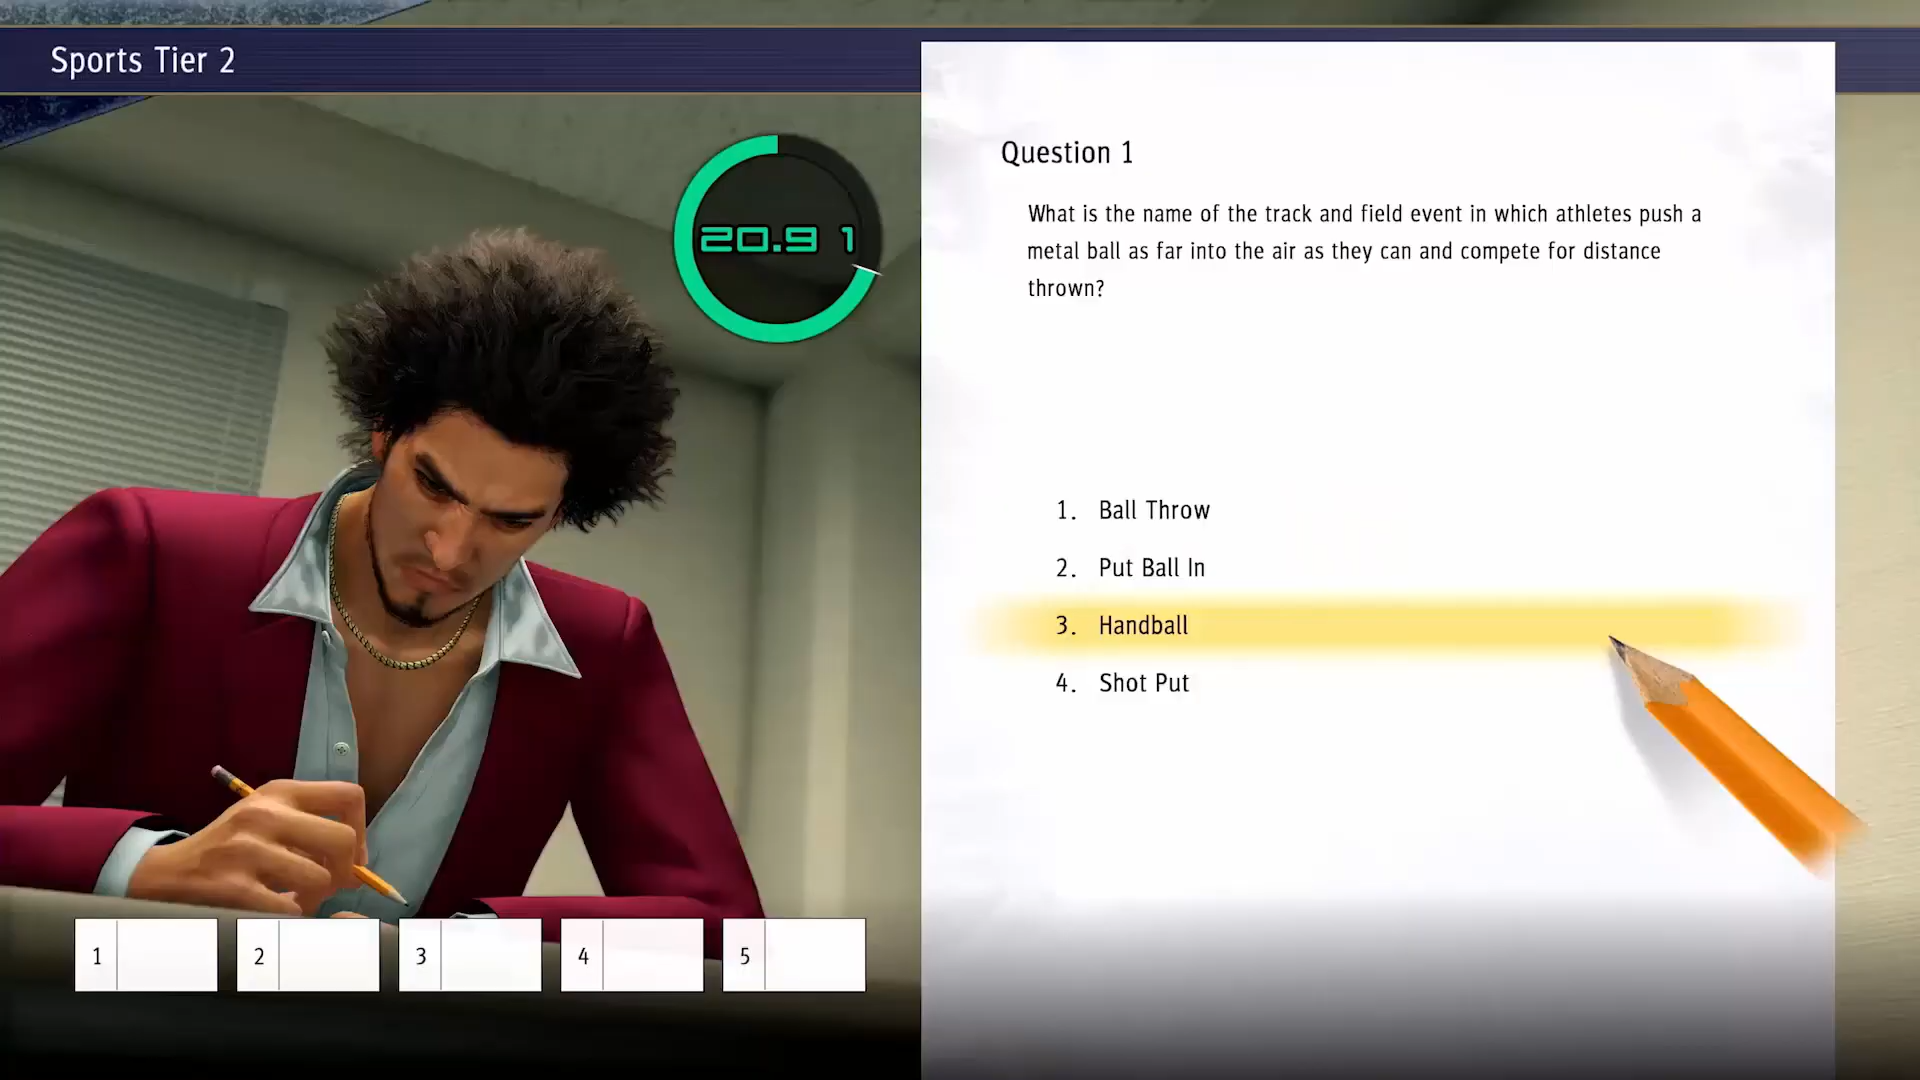 Sports Tier 2
20.91
Question 1
What is the name of the track and field event in which athletes push a
metal ball as far into the air as they can and compete for distance
thrown?
1. Ball Throw
2. Put Ball In
3. Handball
4. Shot Put
1
2
3
4
5